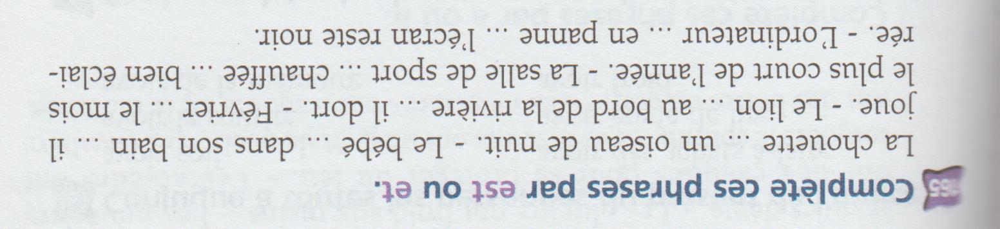 165 Complète ces phrases par est ou et.
La chouette ... un oiseau de nuit. - Le bébé ... dans son bain ... il
joue. - Le lion ... au bord de la rivière ... il dort. - Février ... le mois
le plus court de l'année. - La salle de sport ... chauffée ... bien éclai-
rée. - L'ordinateur ... en panne ... l'écran reste noir.